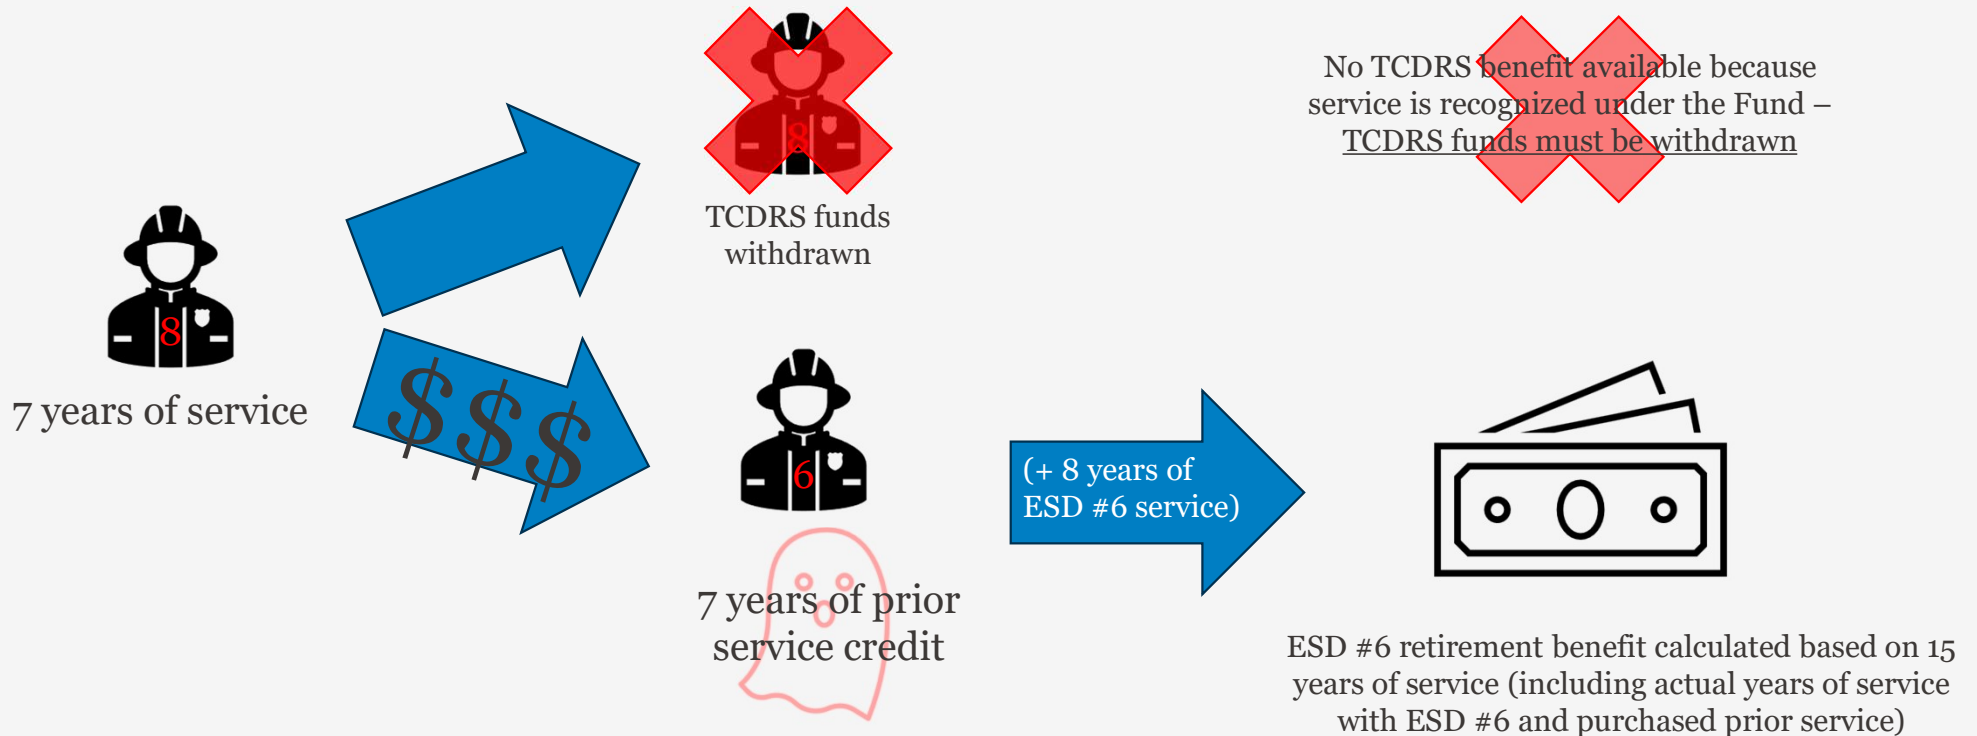 8
7 years of service
8
TCDRS funds
withdrawn
No TCDRS benefit available because
service is recognized under the Fund –
TCDRS funds must be withdrawn
$$$
6
7 years of prior
service credit
(+ 8 years of
ESD #6 service)
ESD #6 retirement benefit calculated based on 15
years of service (including actual years of service
with ESD #6 and purchased prior service)